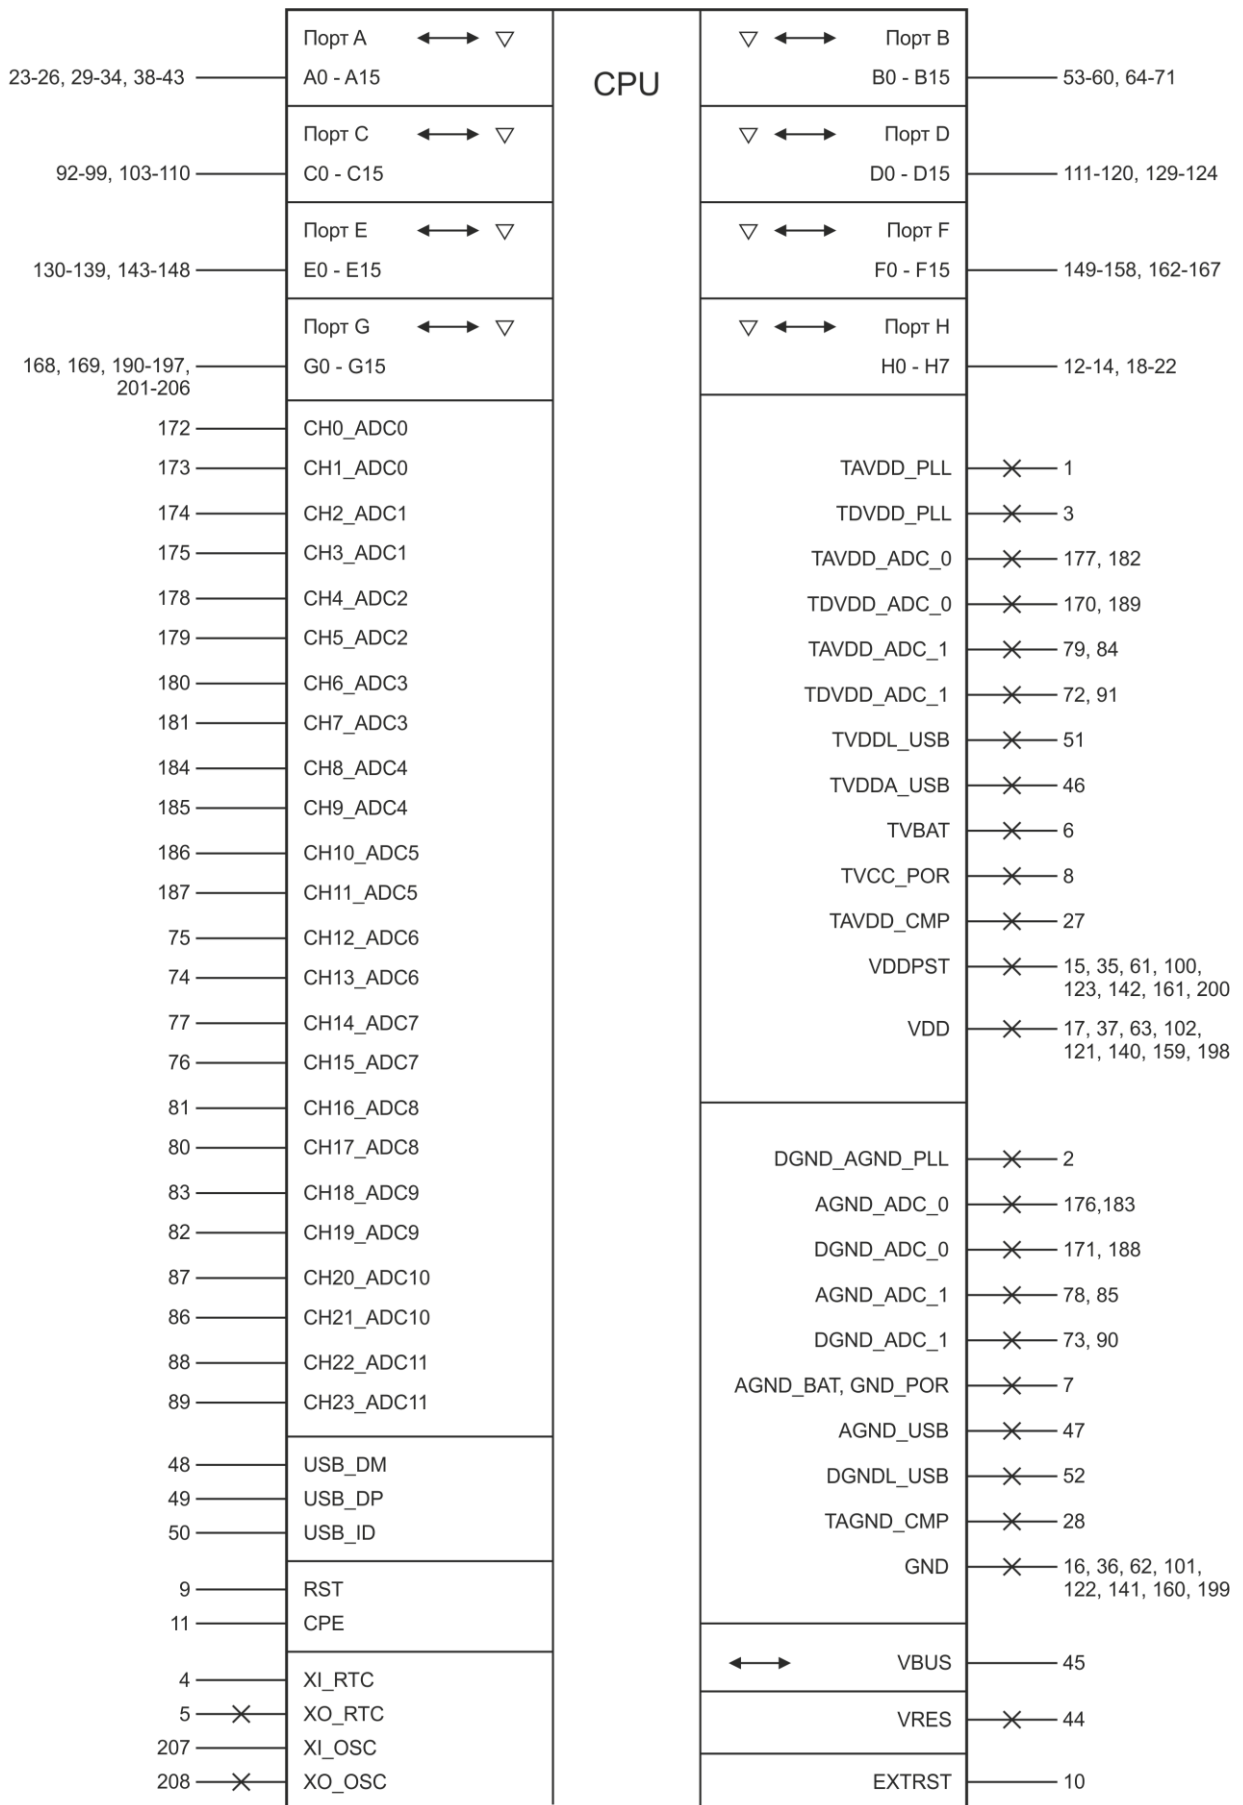 CPU
Порт A
23-26, 29-34, 38-43 A0 - A15
Порт C
92-99, 103-110 C0 - C15
Порт E
130-139, 143-148 E0 - E15
Порт G
168, 169, 190-197, G0 - G15
201-206
172 CH0_ADC0
173 CH1_ADC0
174 CH2_ADC1
175 CH3_ADC1
178 CH4_ADC2
179 CH5_ADC2
180 CH6_ADC3
181 CH7_ADC3
184 CH8_ADC4
185 CH9_ADC4
186 CH10_ADC5
187 CH11_ADC5
75 CH12_ADC6
74 CH13_ADC6
77 CH14_ADC7
76 CH15_ADC7
81 CH16_ADC8
80 CH17_ADC8
83 CH18_ADC9
82 CH19_ADC9
87 CH20_ADC10
86 CH21_ADC10
88 CH22_ADC11
89 CH23_ADC11
48 USB_DM
49 USB_DP
50 USB_ID
9 RST
11 CPE
4 XI_RTC
5 XO_RTC
207 XI_OSC
208 XO_OSC
Порт B
B0 - B15 53-60, 64-71
Порт D
D0 - D15 111-120, 129-124
Порт F
F0 - F15 149-158, 162-167
Порт H
H0 - H7 12-14, 18-22
TAVDD_PLL 1
TDVDD_PLL 3
TAVDD_ADC_0 177, 182
TDVDD_ADC_0 170, 189
TAVDD_ADC_1 79, 84
TDVDD_ADC_1 72, 91
TVDDL_USB 51
TVDDA_USB 46
TVBAT 6
TVCC_POR 8
TAVDD_CMP 27
VDDPST 15, 35, 61, 100,
123, 142, 161, 200
VDD 17, 37, 63, 102,
121, 140, 159, 198
DGND_AGND_PLL 2
AGND_ADC_0 176,183
DGND_ADC_0 171, 188
AGND_ADC_1 78, 85
DGND_ADC_1 73, 90
AGND_BAT, GND_POR 7
AGND_USB 47
DGNDL_USB 52
TAGND_CMP 28
GND 16, 36, 62, 101,
122, 141, 160, 199
VBUS 45
VRES 44
EXTRST 10